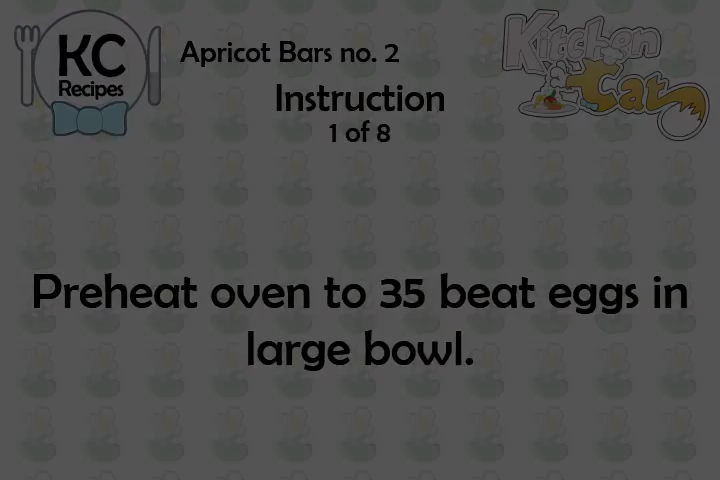 KC
Recipes
Apricot Bars no. 2
Kitchen
Cat
Instruction
1 of 8
Preheat oven to 35 beat eggs in
large bowl.